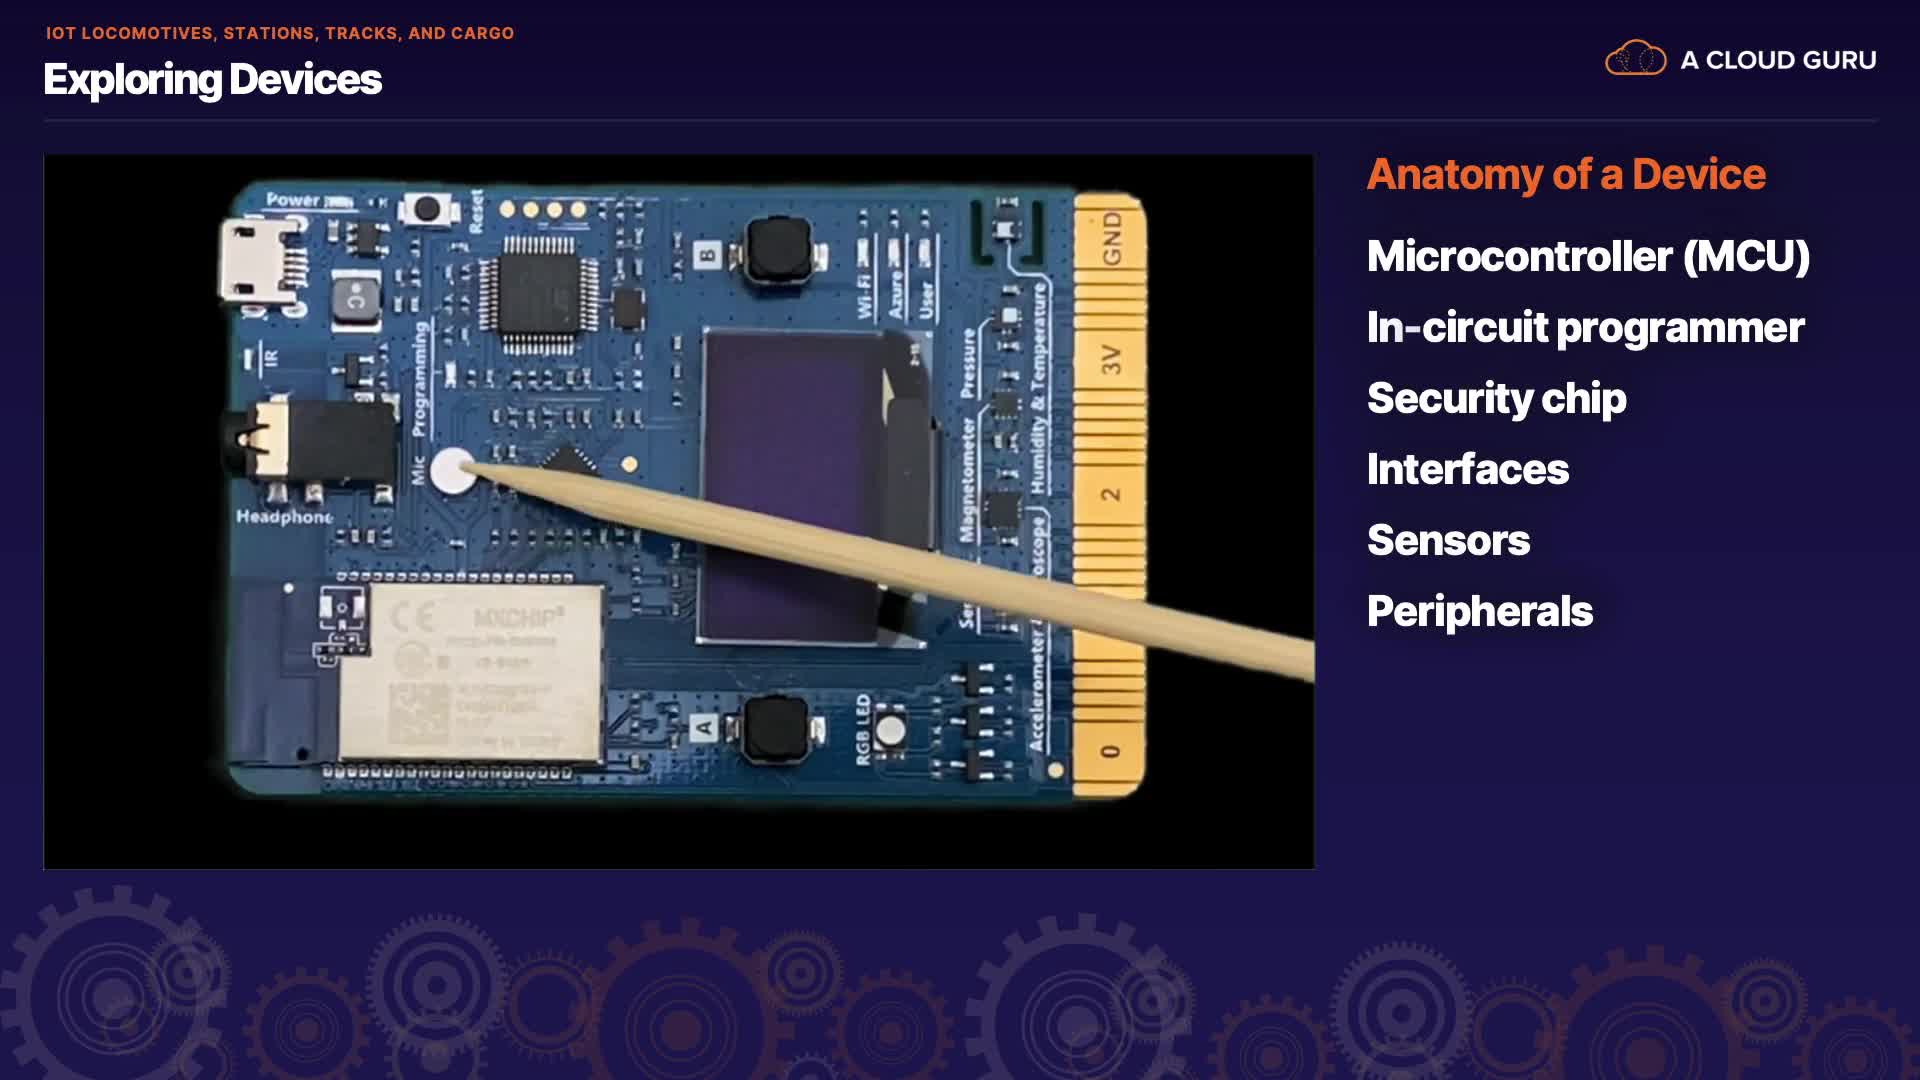 IOT LOCOMOTIVES, STATIONS, TRACKS, AND CARGO
Exploring Devices
A CLOUD GURU
Anatomy of a Device
Microcontroller (MCU)
In-circuit programmer
Security chip
Interfaces
Sensors
Peripherals
Power
Reset
B
Wi-Fi
Azure
User
GND
IR
C
Programming
Mic
Headphone
Pressure
Magnetometer
Humidity & Temperature
3V
2
0
Accelerometer
CE MXCHIP
A
RGB LED